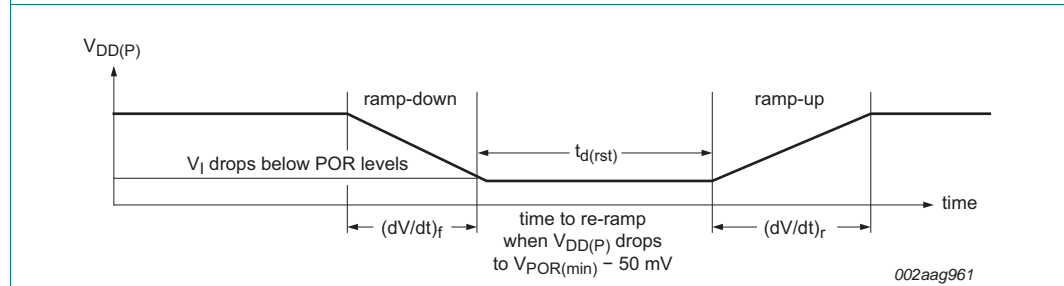 VDD(P)
ramp-down
ramp-up
td(rst)
VI drops below POR levels
time
(dV/dt)f
time to re-ramp
when VDD(P) drops
to VPOR(min) − 50 mV
(dV/dt)r
002aag961